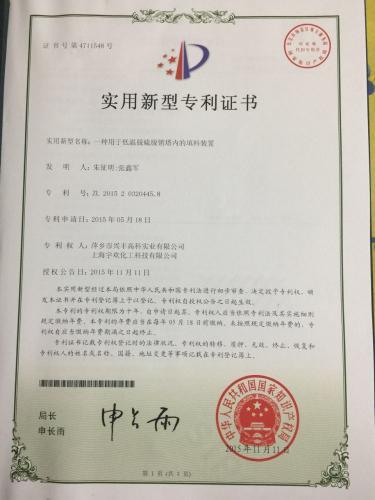 证书号第4711548号
实用新型专利证书
实用新型名称：一种用于低温接硫酸销塔内的填料装置
发 明 人：朱征明;张鑫军
专 利 号：ZL 2015 2 0320445.8
专利申请日：2015年05月18日
专 利 权 人：萍乡市兴丰高科实业有限公司
上海宇欢化工科技有限公司
授权公告日：2015年11月11日
本实用新型经过本局依照中华人民共和国专利法进行初步审查，决定授予专利权，颁
发本证书并在专利登记簿上予以登记。专利权自授权公告之日起生效。
本专利的专利权期限为十年，自申请日起算。专利权人应当依照专利法及其实施细则
规定缴纳年费。本专利的年费应当在每年05月18日前缴纳。未按照规定缴纳年费的，专
利权自应当缴纳年费期满之日起终止。
专利证书记载专利权登记时的法律状况。专利权的转移、质押、无效、终止、恢复和
专利权人的姓名或名称、国籍、地址变更等事项记载在专利登记簿上。
局长
申长雨
申长雨
中华人民共和国国家知识产权局
2015年11月11日
第1页(共1页)